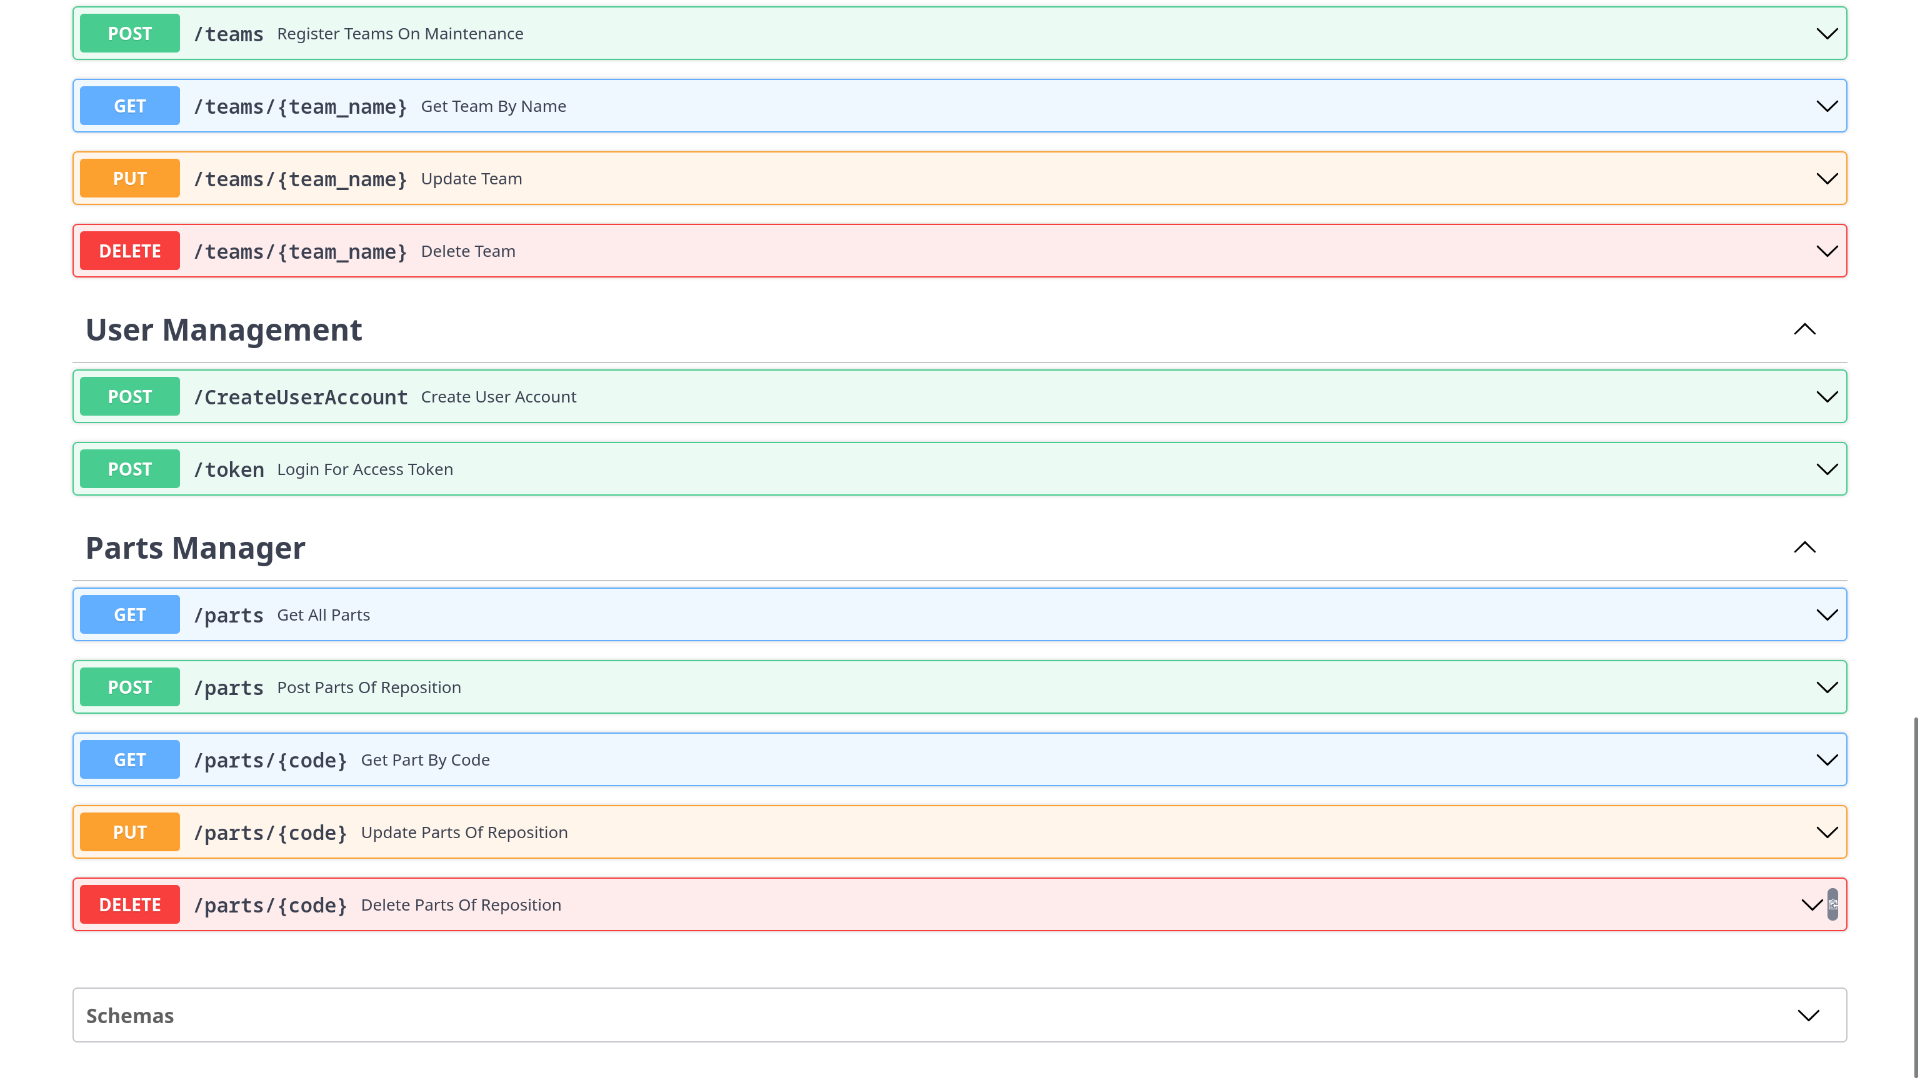 POST /teams Register Teams On Maintenance
GET /teams/{team_name} Get Team By Name
PUT /teams/{team_name} Update Team
DELETE /teams/{team_name} Delete Team
User Management
POST /CreateUserAccount Create User Account
POST /token Login For Access Token
Parts Manager
GET /parts Get All Parts
POST /parts Post Parts Of Reposition
GET /parts/{code} Get Part By Code
PUT /parts/{code} Update Parts Of Reposition
DELETE /parts/{code} Delete Parts Of Reposition
Schemas